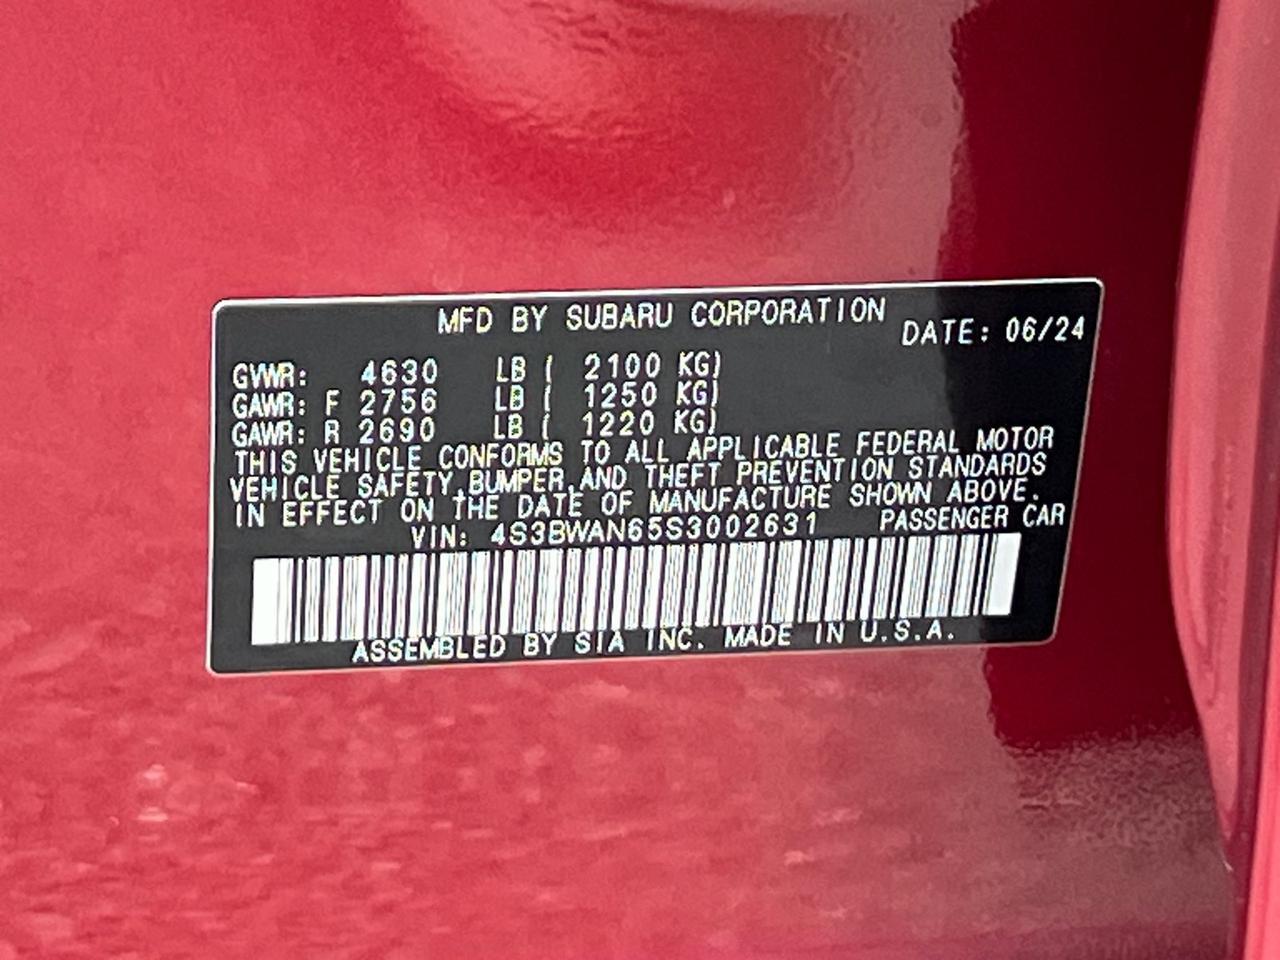 MFD BY SUBARU CORPORATION DATE: 06/24
GVWR: 4630 LB ( 2100 KG)
GAWR: F 2756 LB ( 1250 KG)
GAWR: R 2690 LB ( 1220 KG)
THIS VEHICLE CONFORMS TO ALL APPLICABLE FEDERAL MOTOR
VEHICLE SAFETY,BUMPER,AND THEFT PREVENTION STANDARDS
IN EFFECT ON THE DATE OF MANUFACTURE SHOWN ABOVE.
VIN: 4S3BWAN65S3002631 PASSENGER CAR
ASSEMBLED BY SIA INC. MADE IN U.S.A.